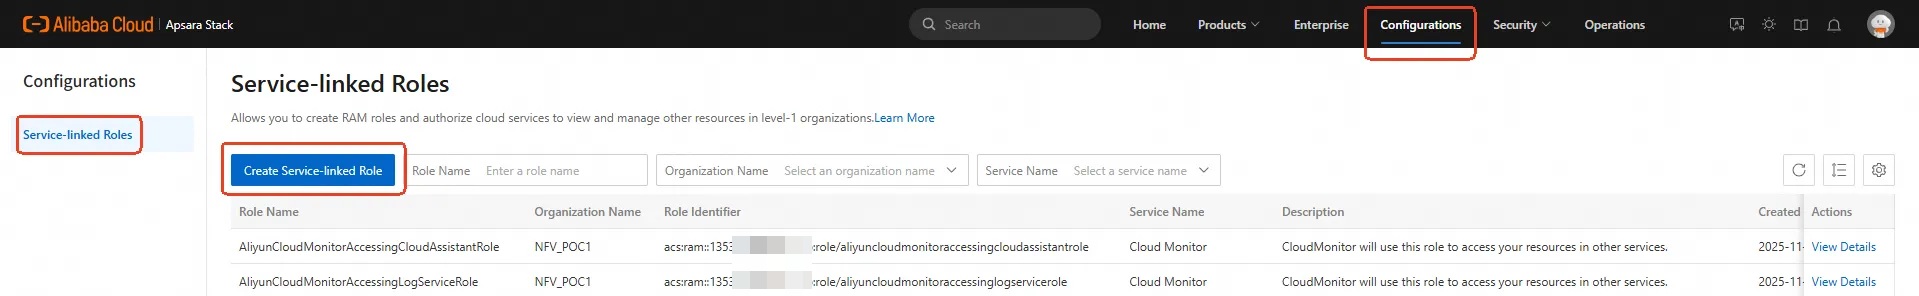 Alibaba Cloud | Apsara Stack Search Home Products Enterprise Configurations Security Operations
Configurations
Service-linked Roles
Service-linked Roles
Allows you to create RAM roles and authorize cloud services to view and manage other resources in level-1 organizations.Learn More
Create Service-linked Role Role Name Enter a role name Organization Name Select an organization name Service Name Select a service name
Role Name Organization Name Role Identifier Service Name Description Created Actions
AliyunCloudMonitorAccessingCloudAssistantRole NFV_POC1 acs:ram::1353 :role/aliyuncloudmonitoraccessingcloudassistantrole Cloud Monitor CloudMonitor will use this role to access your resources in other services. 2025-11- View Details
AliyunCloudMonitorAccessingLogServiceRole NFV_POC1 acs:ram::1353 :role/aliyuncloudmonitoraccessinglogservicerole Cloud Monitor CloudMonitor will use this role to access your resources in other services. 2025-11- View Details